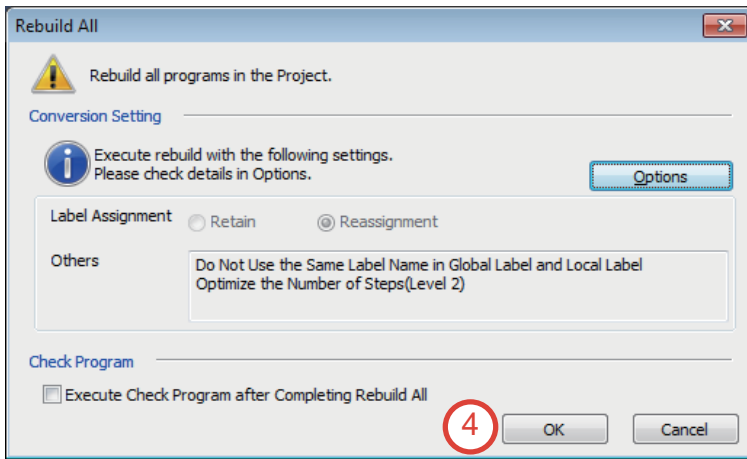 Rebuild All
Rebuild all programs in the Project.
Conversion Setting
Execute rebuild with the following settings.
Please check details in Options.
Options
Label Assignment
Retain
Reassignment
Others
Do Not Use the Same Label Name in Global Label and Local Label
Optimize the Number of Steps(Level 2)
Check Program
Execute Check Program after Completing Rebuild All
4
OK
Cancel